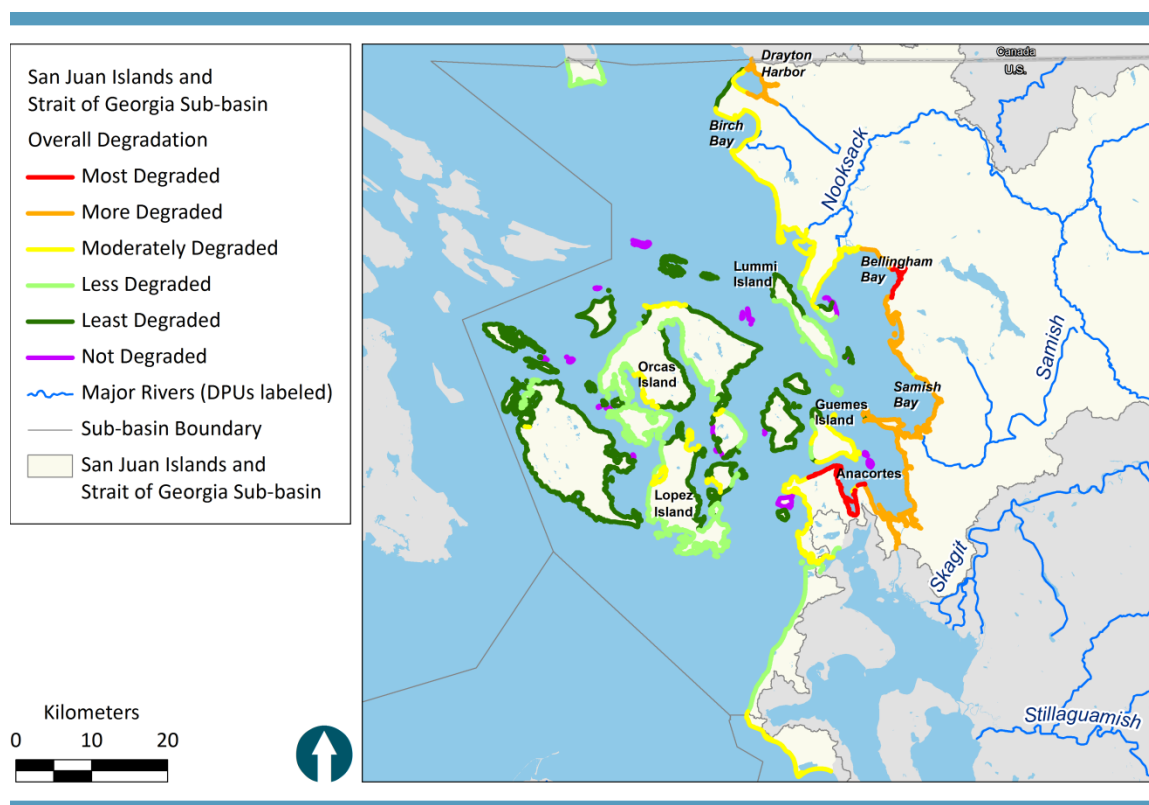 San Juan Islands and
Strait of Georgia Sub-basin
Overall Degradation
Most Degraded
More Degraded
Moderately Degraded
Less Degraded
Least Degraded
Not Degraded
Major Rivers (DPUs labeled)
Sub-basin Boundary
San Juan Islands and
Strait of Georgia Sub-basin
Kilometers
0 10 20
Canada
U.S.
Drayton
Harbor
Birch
Bay
Nooksack
Lummi
Island
Bellingham
Bay
Samish
Orcas
Island
Samish
Bay
Guemes
Island
Anacortes
Lopez
Island
Skagit
Stillaguamish